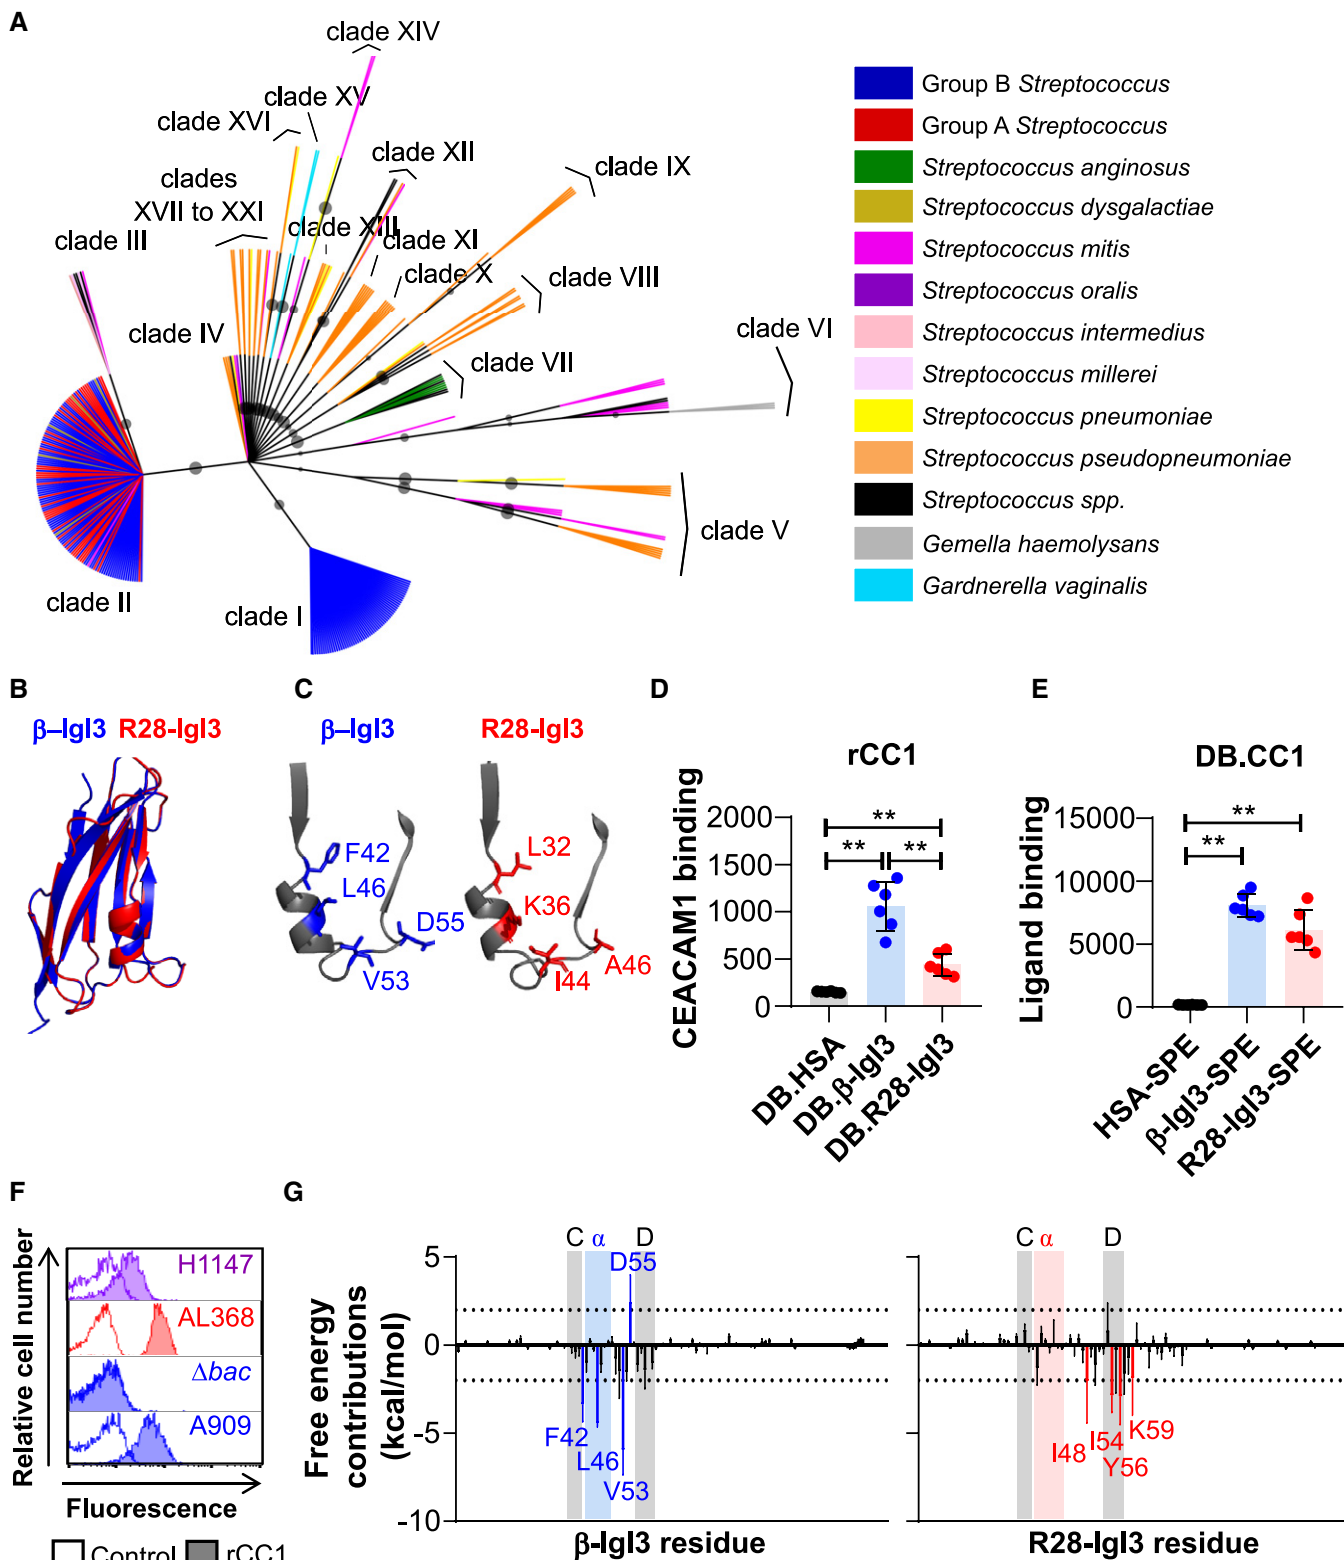 A
clade XIV
clade XV
clade XVI
clade XII
clade IX
clades
XVII to XXI
clade XIII
clade XI
clade III
clade X
clade VIII
clade IV
clade VI
clade VII
clade V
clade II
clade I
Group B Streptococcus
Group A Streptococcus
Streptococcus anginosus
Streptococcus dysgalactiae
Streptococcus mitis
Streptococcus oralis
Streptococcus intermedius
Streptococcus millerei
Streptococcus pneumoniae
Streptococcus pseudopneumoniae
Streptococcus spp.
Gemella haemolysans
Gardnerella vaginalis
B
β–IgI3 R28-IgI3
C
β–IgI3
F42
L46
D55
V53
R28-IgI3
L32
K36
I44
A46
D
rCC1
CEACAM1 binding
2000
1500
1000
500
0
**
** **
DB.HSA
DB.β-IgI3
DB.R28-IgI3
E
DB.CC1
Ligand binding
15000
10000
5000
0
**
**
HSA-SPE
β-IgI3-SPE
R28-IgI3-SPE
F
Relative cell number
H1147
AL368
Δbac
A909
Fluorescence
Control rCC1
G
Free energy
contributions
(kcal/mol)
5
0
-5
-10
C α D
D55
F42
L46
V53
β-IgI3 residue
C α D
I48
I54
Y56
K59
R28-IgI3 residue